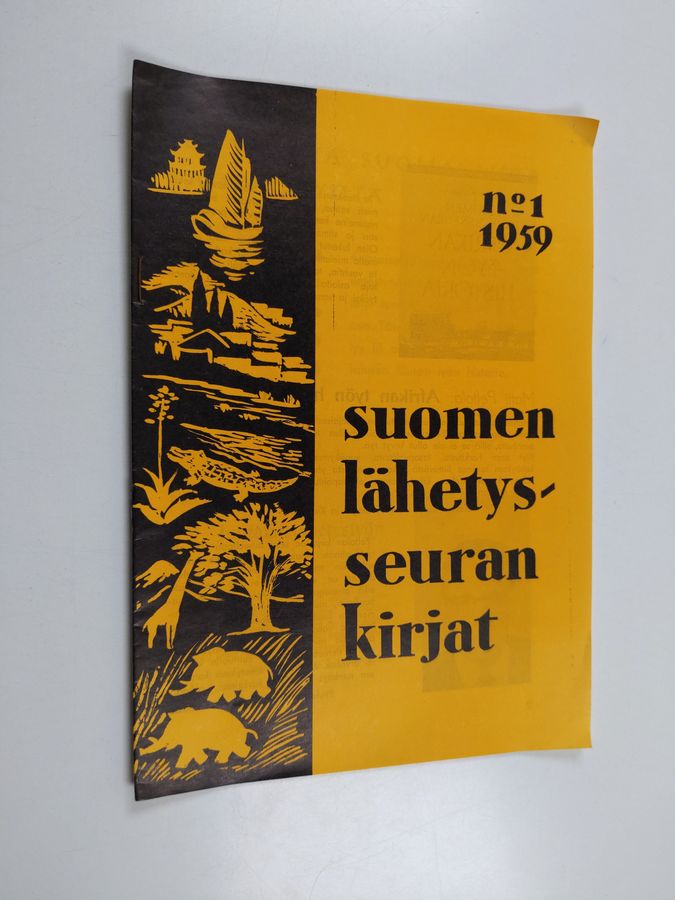 nº1
1959
suomen
lähetys-
seuran
kirjat